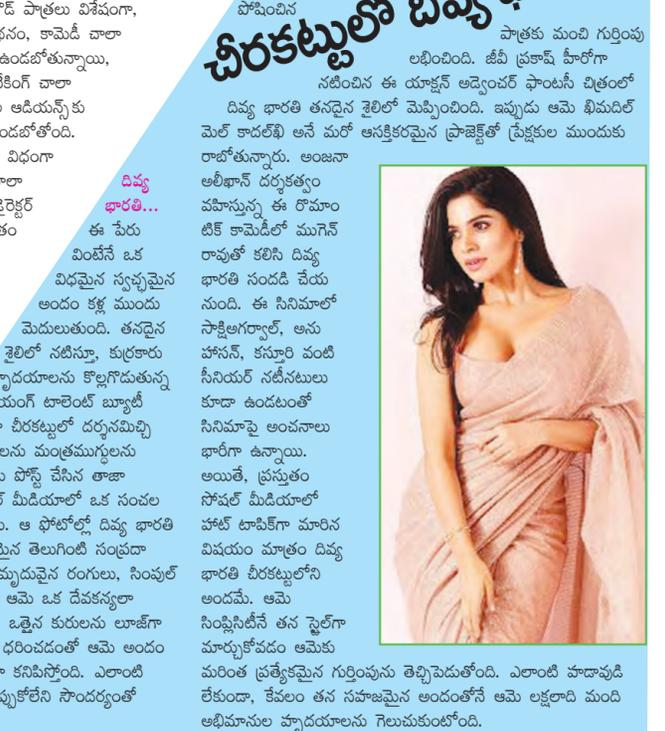 చీరకట్టులో దివ్య
ోడ్ పాత్రలు విశేషంగా,
థనం, కామెడీ చాలా
ఉండబోతున్నాయి,
కింగ్ చాలా
ఆడియన్స్‌కు
ండబోతోంది.
విధంగా
లా
డైరెక్టర్
తం
దివ్య
భారతి...
ఈ పేరు
వింటేనే ఒక
విధమైన స్వచ్ఛమైన
అందం కళ్ల ముందు
మెదులుతుంది. తనదైన
శైలిలో నటిస్తూ, కుర్రకారు
హృదయాలను కొల్లగొడుతున్న
యంగ్ టాలెంట్ బ్యూటీ
చీరకట్టులో దర్శనమిచ్చి
లను మంత్రముగ్ధులను
పోస్ట్ చేసిన తాజా
మీడియాలో ఒక సంచల
. ఆ ఫోటోల్లో దివ్య భారతి
మైన తెలుగింటి సంప్రదా
మృదువైన రంగులు, సింపుల్
ఆమె ఒక దేవకన్యలా
ఒత్తైన కురులను లూజ్‌గా
ధరించడంతో ఆమె అందం
కనిపిస్తోంది. ఎలాంటి
ప్పుకోలేని సౌందర్యంతో
పోషించిన
పాత్రకు మంచి గుర్తింపు
లభించింది. జీవీ ప్రకాష్ హీరోగా
నటించిన ఈ యాక్షన్ అడ్వెంచర్ ఫాంటసీ చిత్రంలో
దివ్య భారతి తనదైన శైలిలో మెప్పించింది. ఇప్పుడు ఆమె ఖిమదిల్
మెల్ కాదల్‌ఖి అనే మరో ఆసక్తికరమైన ప్రాజెక్ట్‌తో ప్రేక్షకుల ముందుకు
రాబోతున్నారు. అంజనా
అలీఖాన్ దర్శకత్వం
వహిస్తున్న ఈ రొమాం
టిక్ కామెడీలో ముగెన్
రావుతో కలిసి దివ్య
భారతి సందడి చేయ
నుంది. ఈ సినిమాలో
సాక్షిఅగర్వాల్, అను
హాసన్, కస్తూరి వంటి
సీనియర్ నటీనటులు
కూడా ఉండటంతో
సినిమాపై అంచనాలు
భారీగా ఉన్నాయి.
అయితే, ప్రస్తుతం
సోషల్ మీడియాలో
హాట్ టాపిక్‌గా మారిన
విషయం మాత్రం దివ్య
భారతి చీరకట్టులోని
అందమే. ఆమె
సింప్లిసిటీనే తన స్టైల్‌గా
మార్చుకోవడం ఆమెకు
మరింత ప్రత్యేకమైన గుర్తింపును తెచ్చిపెడుతోంది. ఎలాంటి హడావుడి
లేకుండా, కేవలం తన సహజమైన అందంతోనే ఆమె లక్షలాది మంది
అభిమానుల హృదయాలను గెలుచుకుంటోంది.